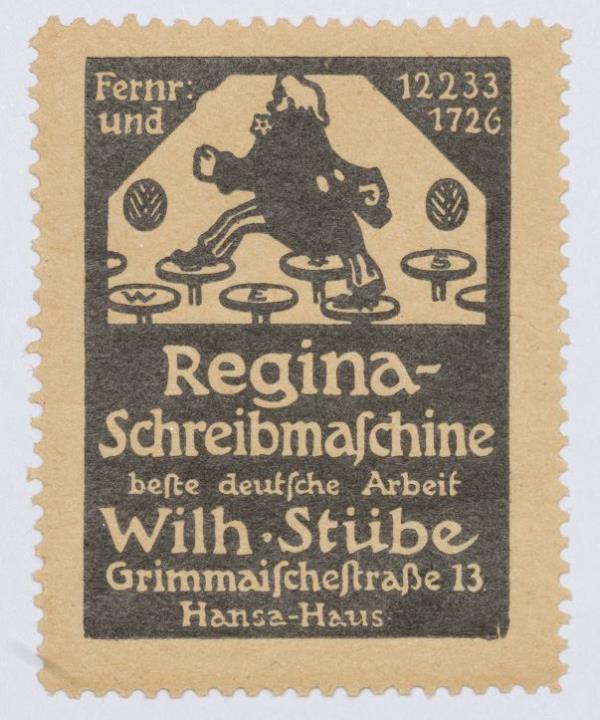 Fernr: 12233
und 1726
S
W E
Regina-
Schreibmaſchine
beſte deutſche Arbeit
Wilh. Stübe
Grimmaiſcheſtraße 13
Hansa-Haus